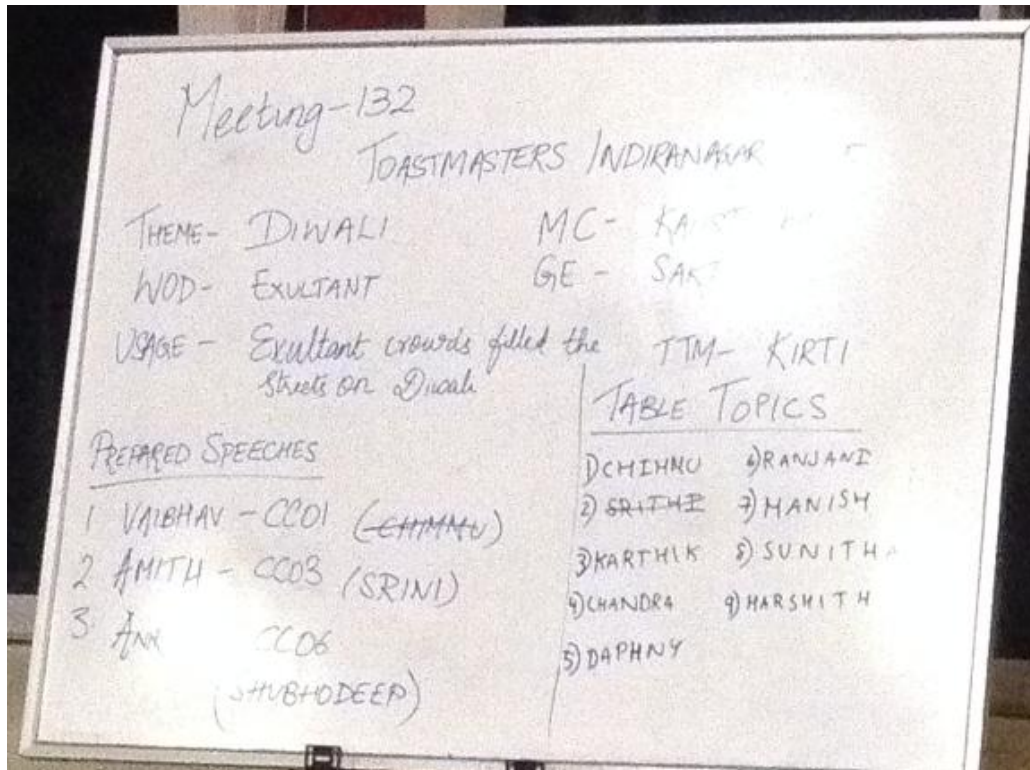 Meeting-132
TOASTMASTERS INDIRANAGAR
THEME- DIWALI
WOD- EXULTANT
USAGE- Exultant crowds filled the
streets on Diwali
MC-
GE-
TTM- KIRTI
PREPARED SPEECHES
1 VAIBHAV - CC01 (CHIMMU)
2 AMITH - CC03 (SRINI)
3 CC06
(SHUBHODEEP)
TABLE TOPICS
1) CHIMMU
2) SRITHI
3) KARTHIK
4) CHANDRA
5) DAPHNY
6) RANJANI
7) MANISH
8) SUNITHA
9) HARSHITH